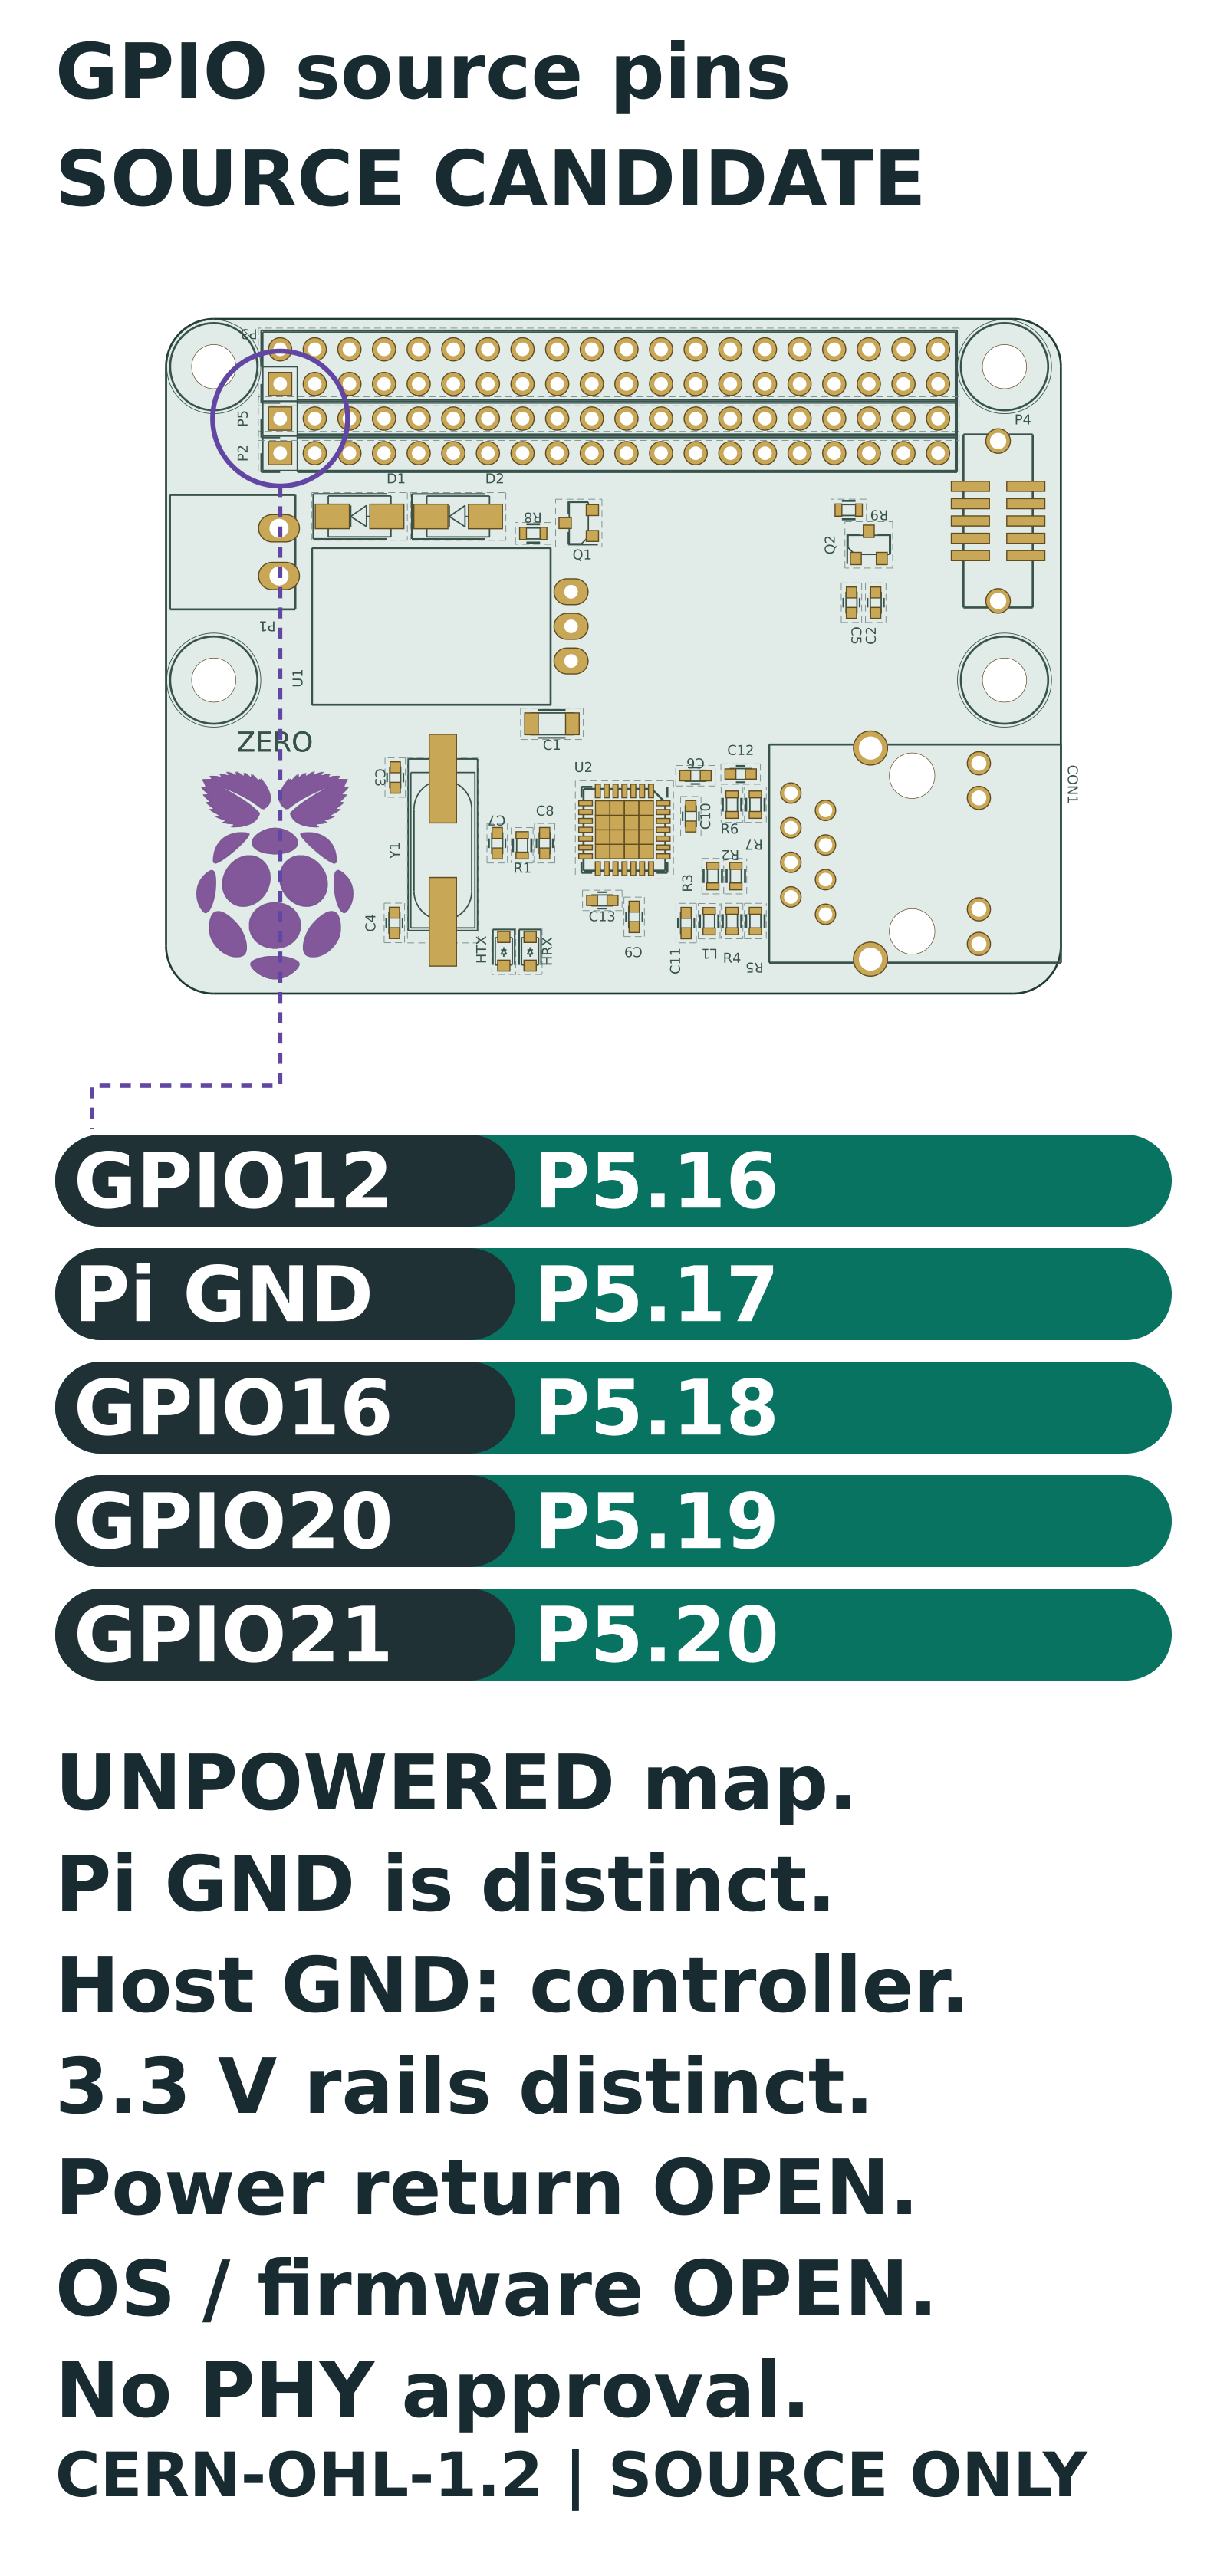 GPIO source pins
SOURCE CANDIDATE
P3
P5
P2
P4
D1 D2
R8
Q1
R9
Q2
C5 C2
P1
U1
C1
ZERO
C3
Y1
C4
C7
R1
C8
HTX
HRX
U2
C13
C9
C6
C10
C12
R6
R7
R2
R3
C11
L1
R4
R5
CON1
GPIO12 P5.16
Pi GND P5.17
GPIO16 P5.18
GPIO20 P5.19
GPIO21 P5.20
UNPOWERED map.
Pi GND is distinct.
Host GND: controller.
3.3 V rails distinct.
Power return OPEN.
OS / firmware OPEN.
No PHY approval.
CERN-OHL-1.2 | SOURCE ONLY